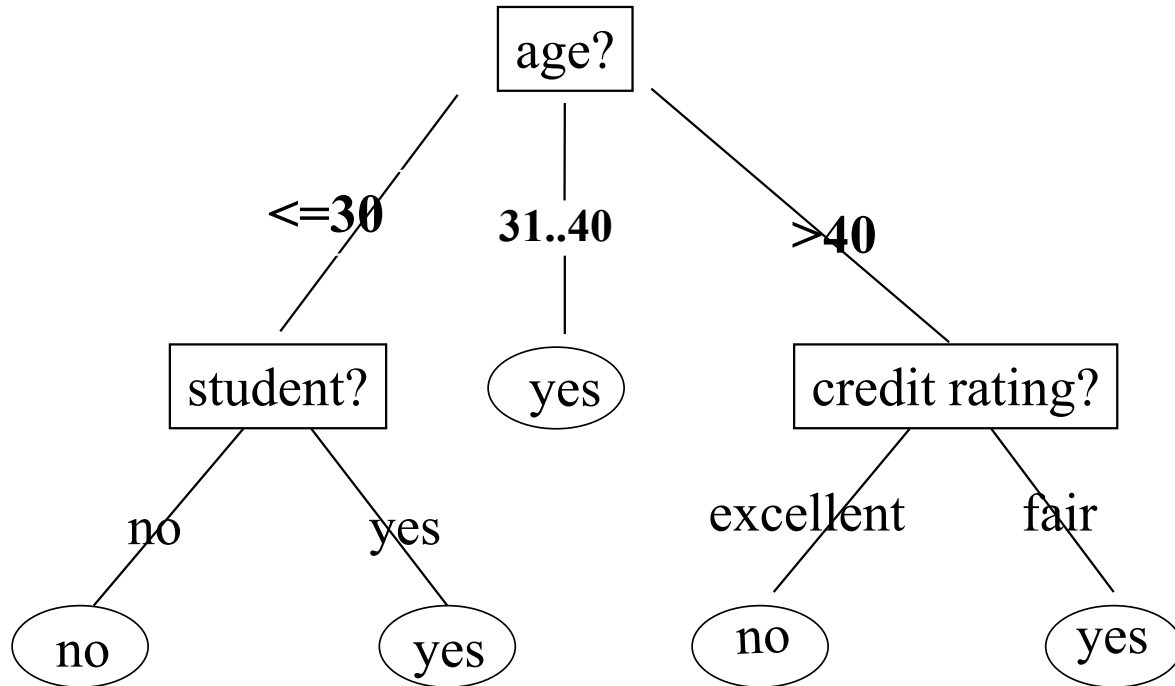 age?
<=30
31..40
>40
student?
yes
credit rating?
no
yes
excellent
fair
no
yes
no
yes